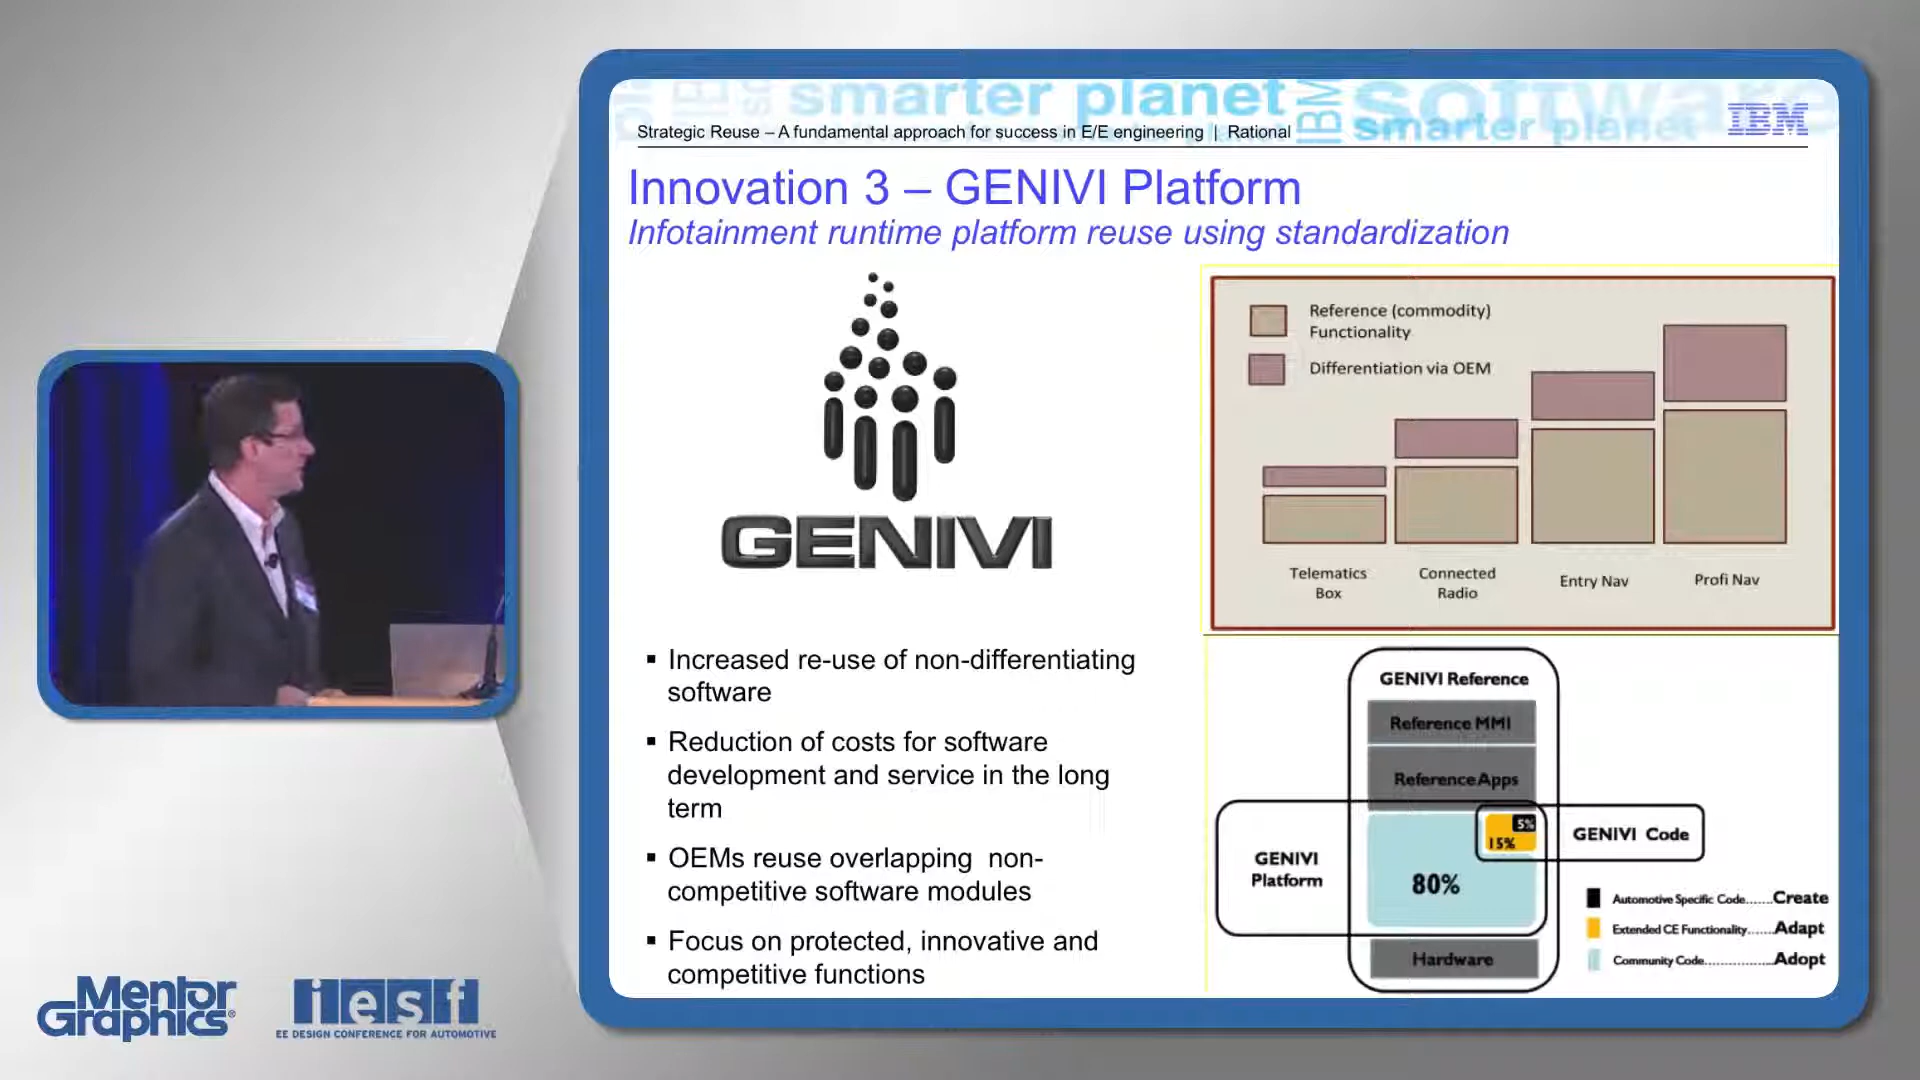 smarter planet
software
IBM
smarter planet
IBM
Strategic Reuse – A fundamental approach for success in E/E engineering | Rational
Innovation 3 – GENIVI Platform
Infotainment runtime platform reuse using standardization
GENIVI
▪ Increased re-use of non-differentiating
software
▪ Reduction of costs for software
development and service in the long
term
▪ OEMs reuse overlapping  non-
competitive software modules
▪ Focus on protected, innovative and
competitive functions
Reference (commodity)
Functionality
Differentiation via OEM
Telematics
Box
Connected
Radio
Entry Nav
Profi Nav
GENIVI Reference
Reference MMI
Reference Apps
5%
15%
GENIVI Code
GENIVI
Platform
80%
Hardware
Automotive Specific Code.......Create
Extended CE Functionality.......Adapt
Community Code.................Adopt
Mentor
Graphics®
iesf
EE DESIGN CONFERENCE FOR AUTOMOTIVE